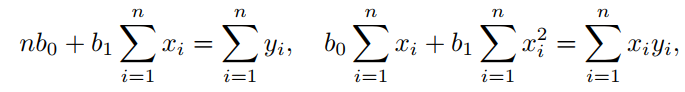 $nb_0 + b_1 \sum_{i=1}^{n} x_i = \sum_{i=1}^{n} y_i, \quad b_0 \sum_{i=1}^{n} x_i + b_1 \sum_{i=1}^{n} x_i^2 = \sum_{i=1}^{n} x_i y_i,$